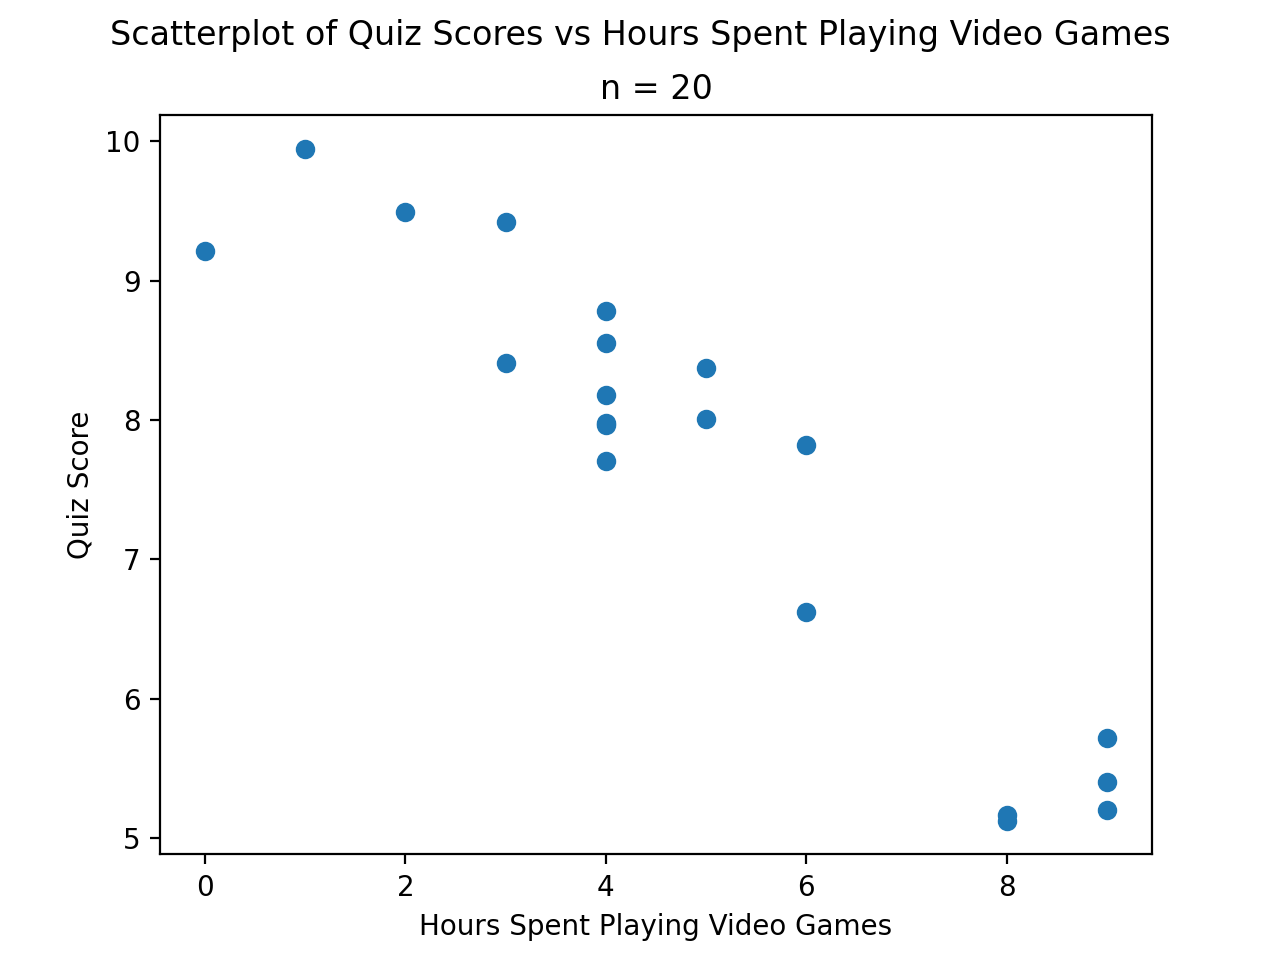 Scatterplot of Quiz Scores vs Hours Spent Playing Video Games
n = 20
10
9
8
7
6
5
Quiz Score
0 2 4 6 8
Hours Spent Playing Video Games